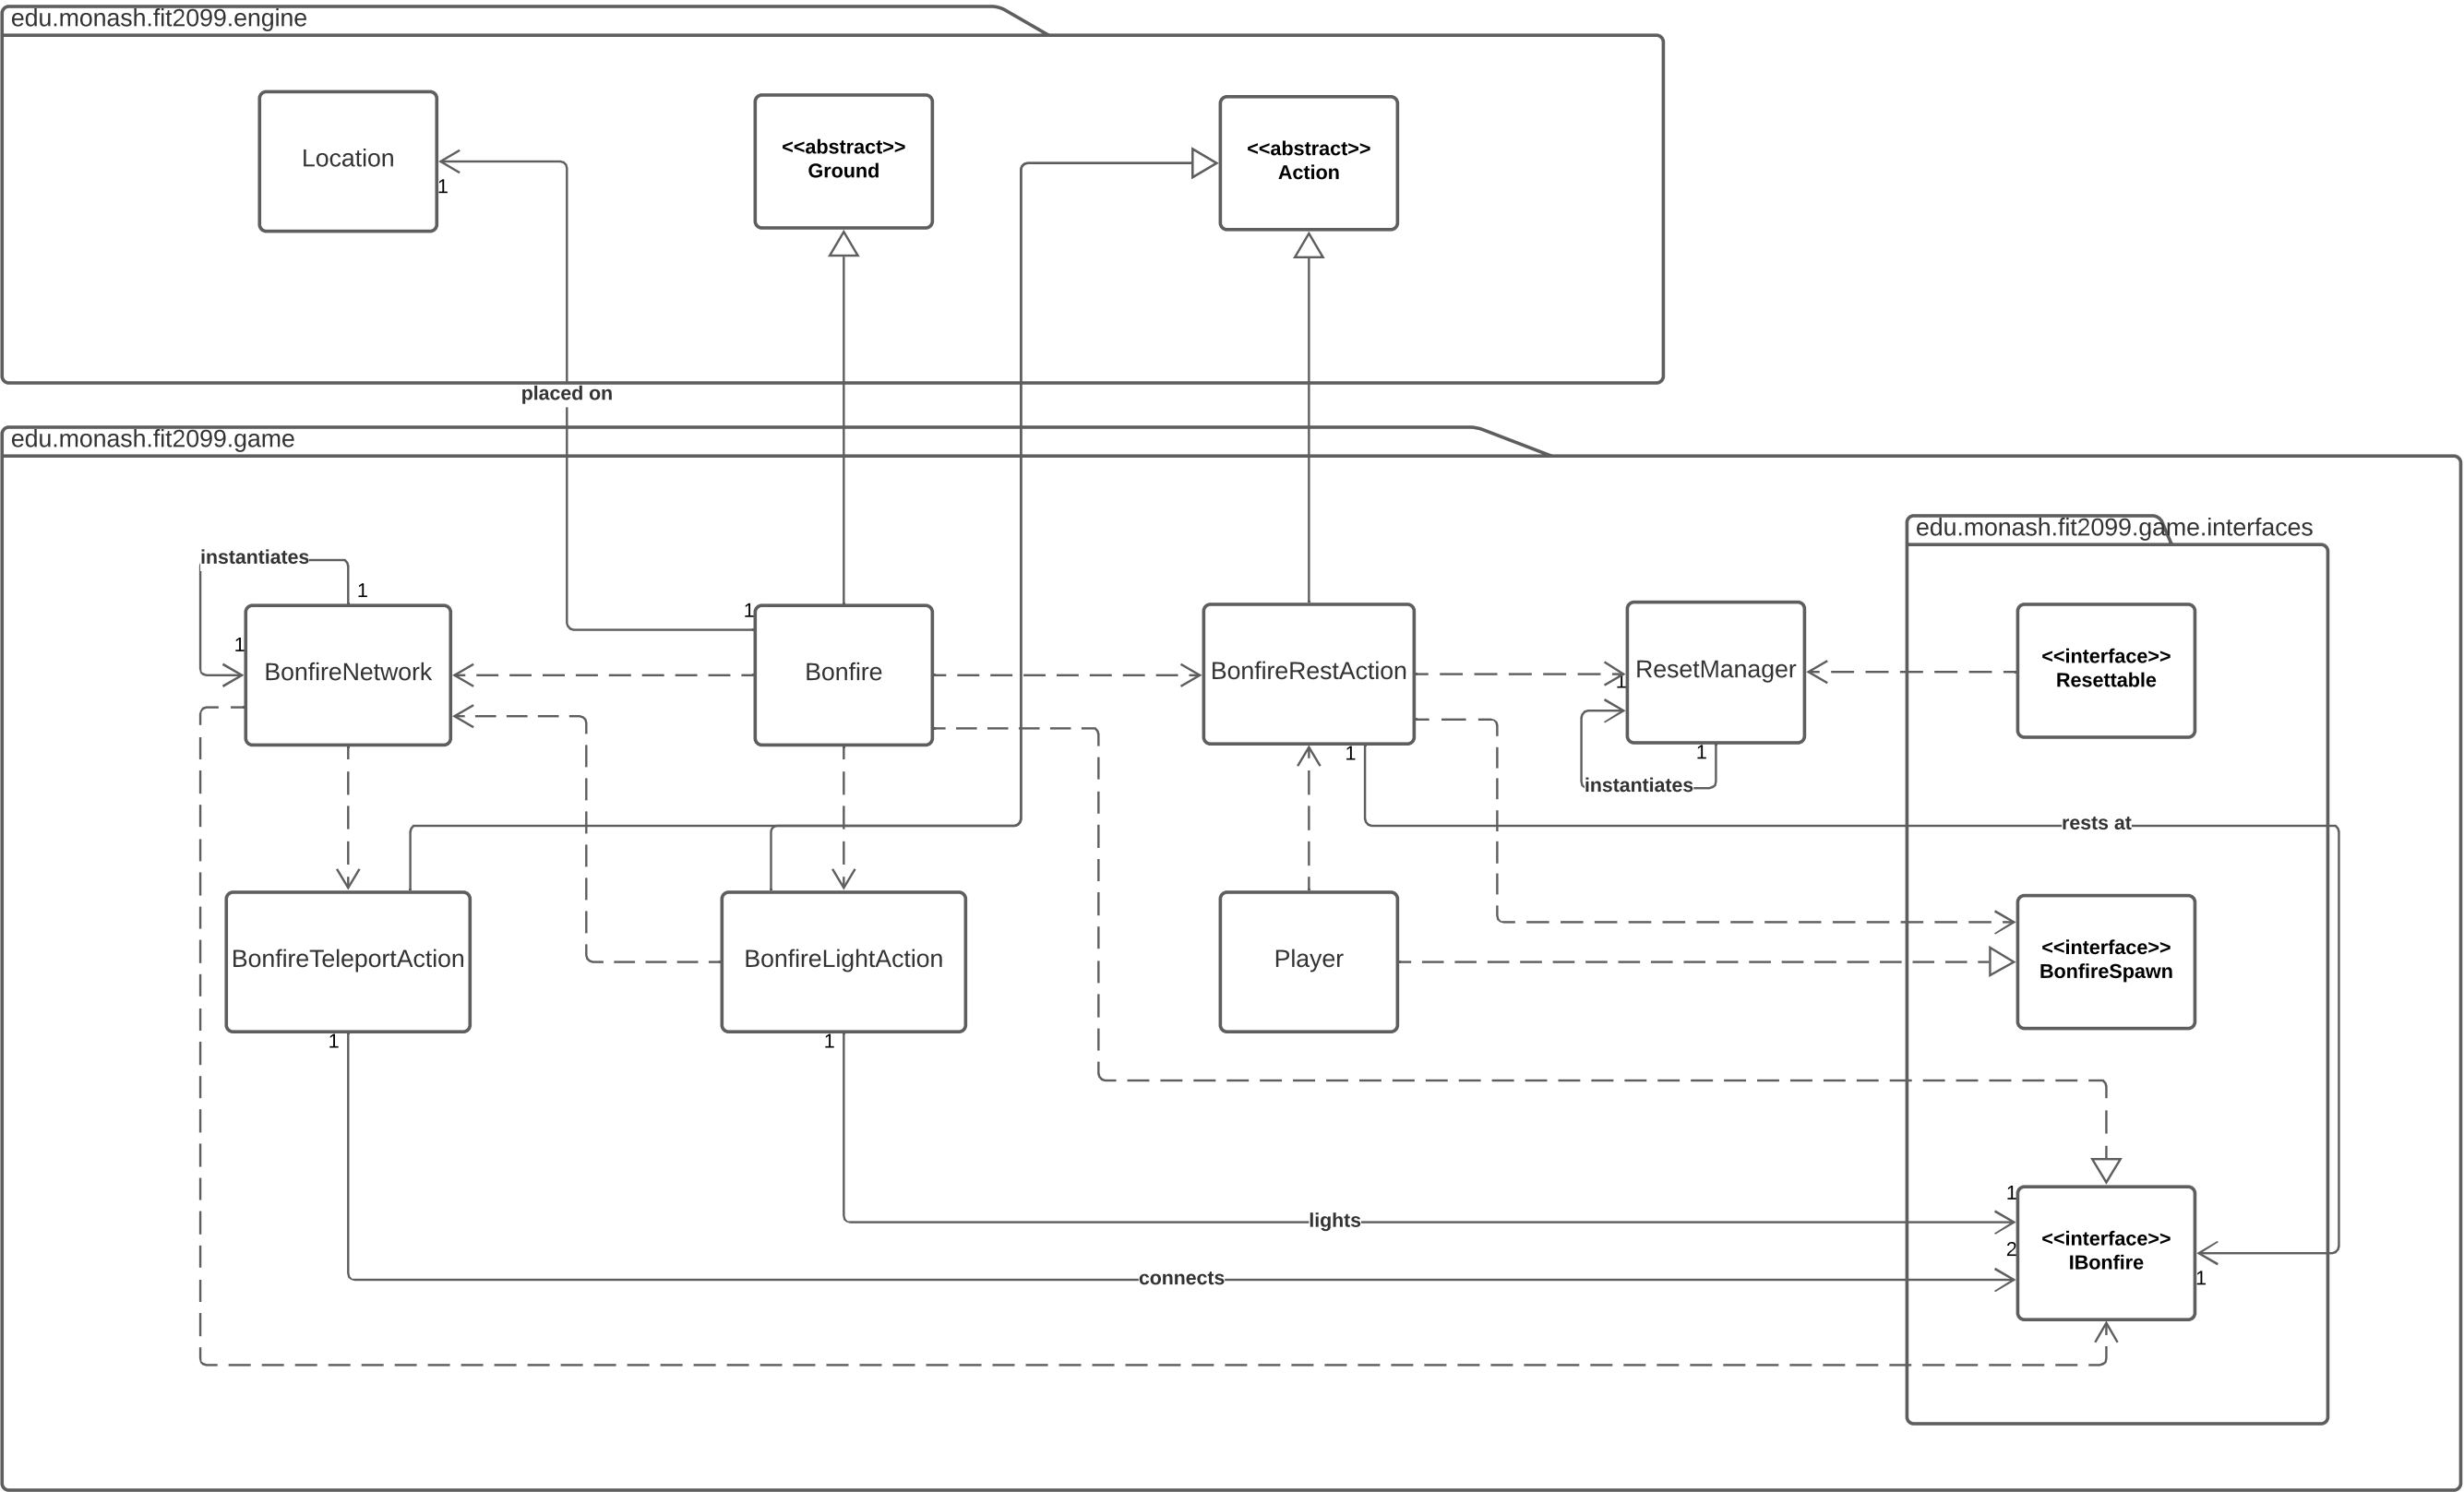 edu.monash.fit2099.engine
Location
<<abstract>>
Ground
<<abstract>>
Action
1
placed on
edu.monash.fit2099.game
edu.monash.fit2099.game.interfaces
instantiates
1
1
1
BonfireNetwork
Bonfire
BonfireRestAction
1
ResetManager
<<interface>>
Resettable
1
1
instantiates
rests at
BonfireTeleportAction
BonfireLightAction
Player
<<interface>>
BonfireSpawn
1
1
1
lights
2
<<interface>>
IBonfire
connects
1